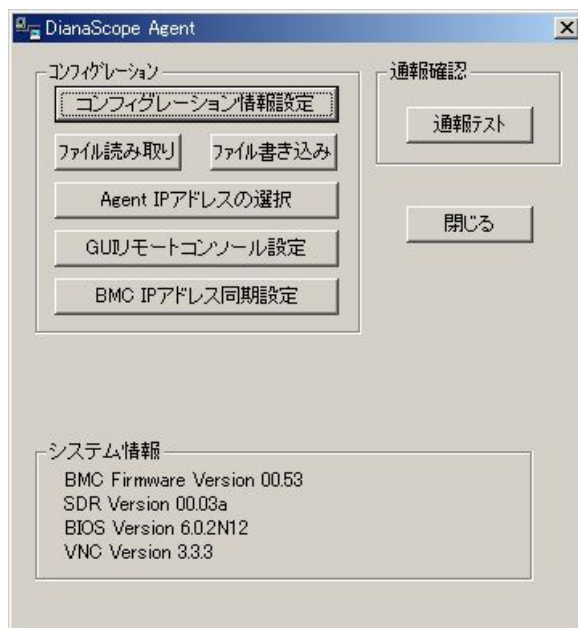 DianaScope Agent
コンフィグレーション
コンフィグレーション情報設定
ファイル読み取り
ファイル書き込み
Agent IPアドレスの選択
GUIリモートコンソール設定
BMC IPアドレス同期設定
通報確認
通報テスト
閉じる
システム情報
BMC Firmware Version 00.53
SDR Version 00.03a
BIOS Version 6.0.2N12
VNC Version 3.3.3